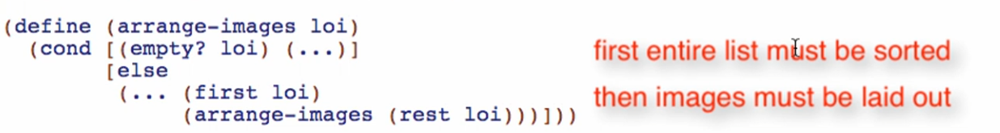 (define (arrange-images loi)
(cond [(empty? loi) (...)]
[else
(... (first loi)
(arrange-images (rest loi)))]))
first entire list must be sorted
then images must be laid out